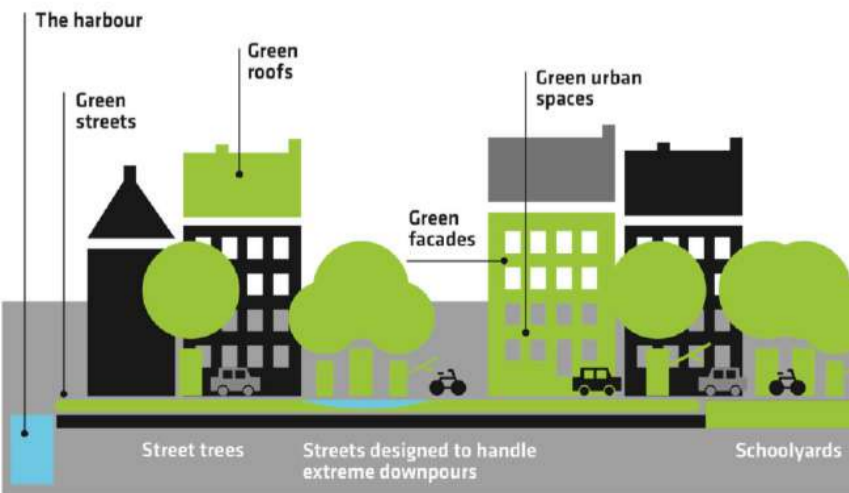 The harbour
Green
roofs
Green urban
spaces
Green
streets
Green
facades
Street trees
Streets designed to handle
extreme downpours
Schoolyards